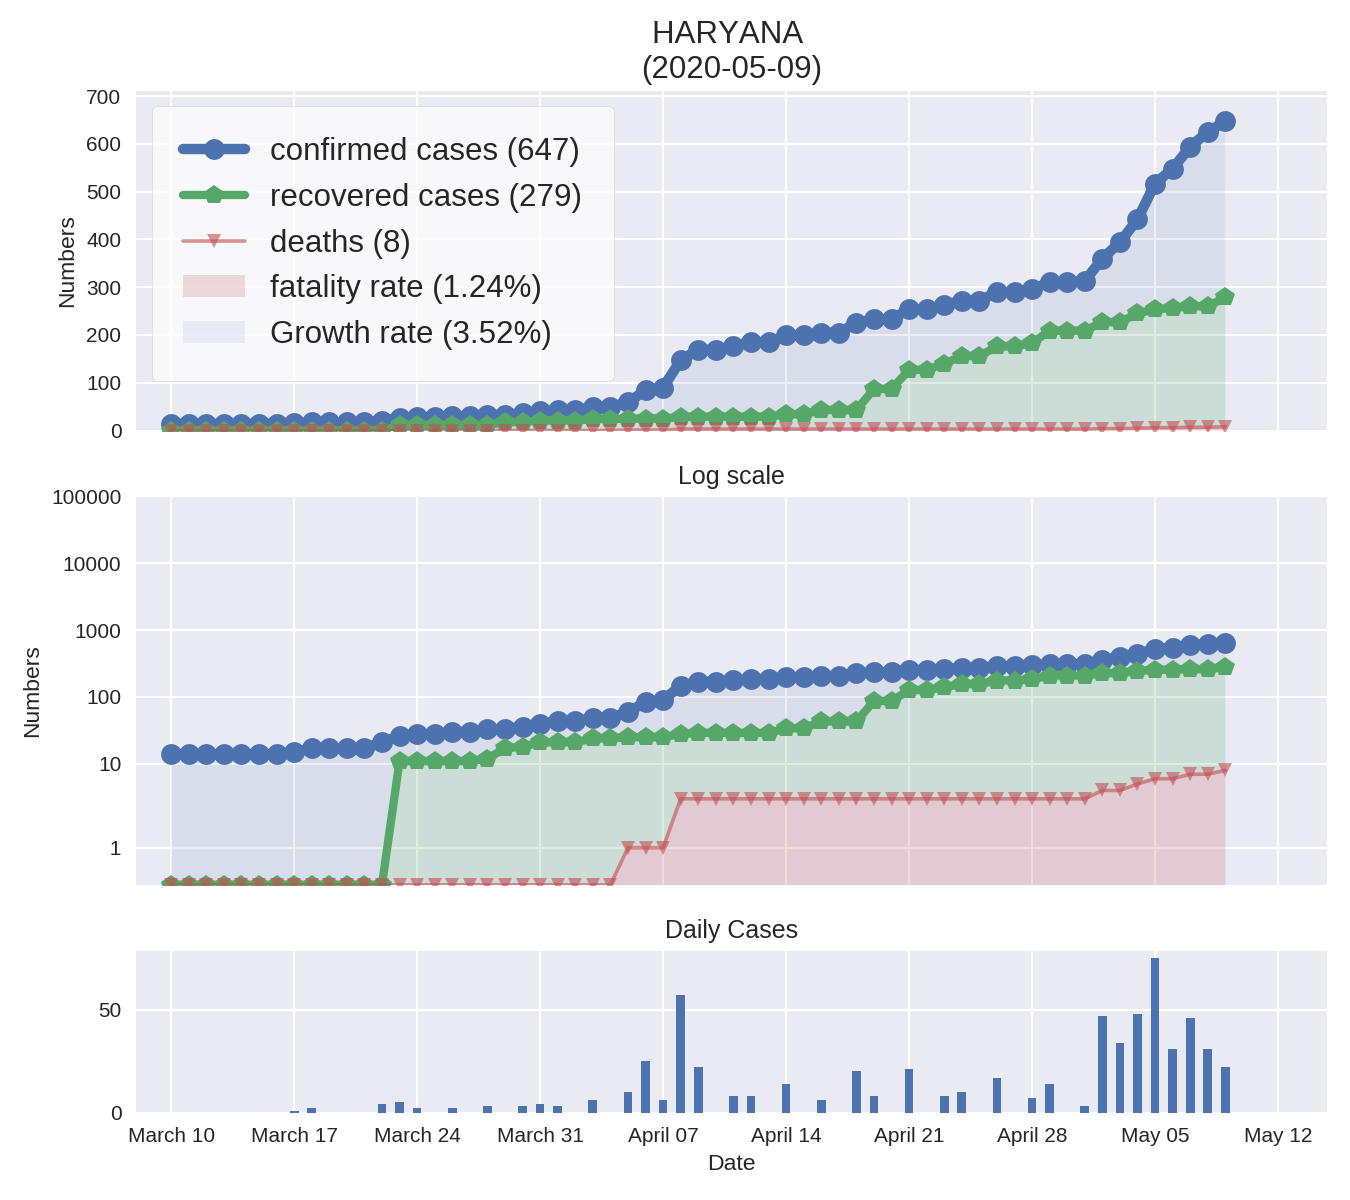 HARYANA
(2020-05-09)
700
600
500
400
300
200
100
0
Numbers
confirmed cases (647)
recovered cases (279)
deaths (8)
fatality rate (1.24%)
Growth rate (3.52%)
Log scale
100000
10000
1000
100
10
1
Numbers
Daily Cases
50
0
March 10 March 17 March 24 March 31 April 07 April 14 April 21 April 28 May 05 May 12
Date